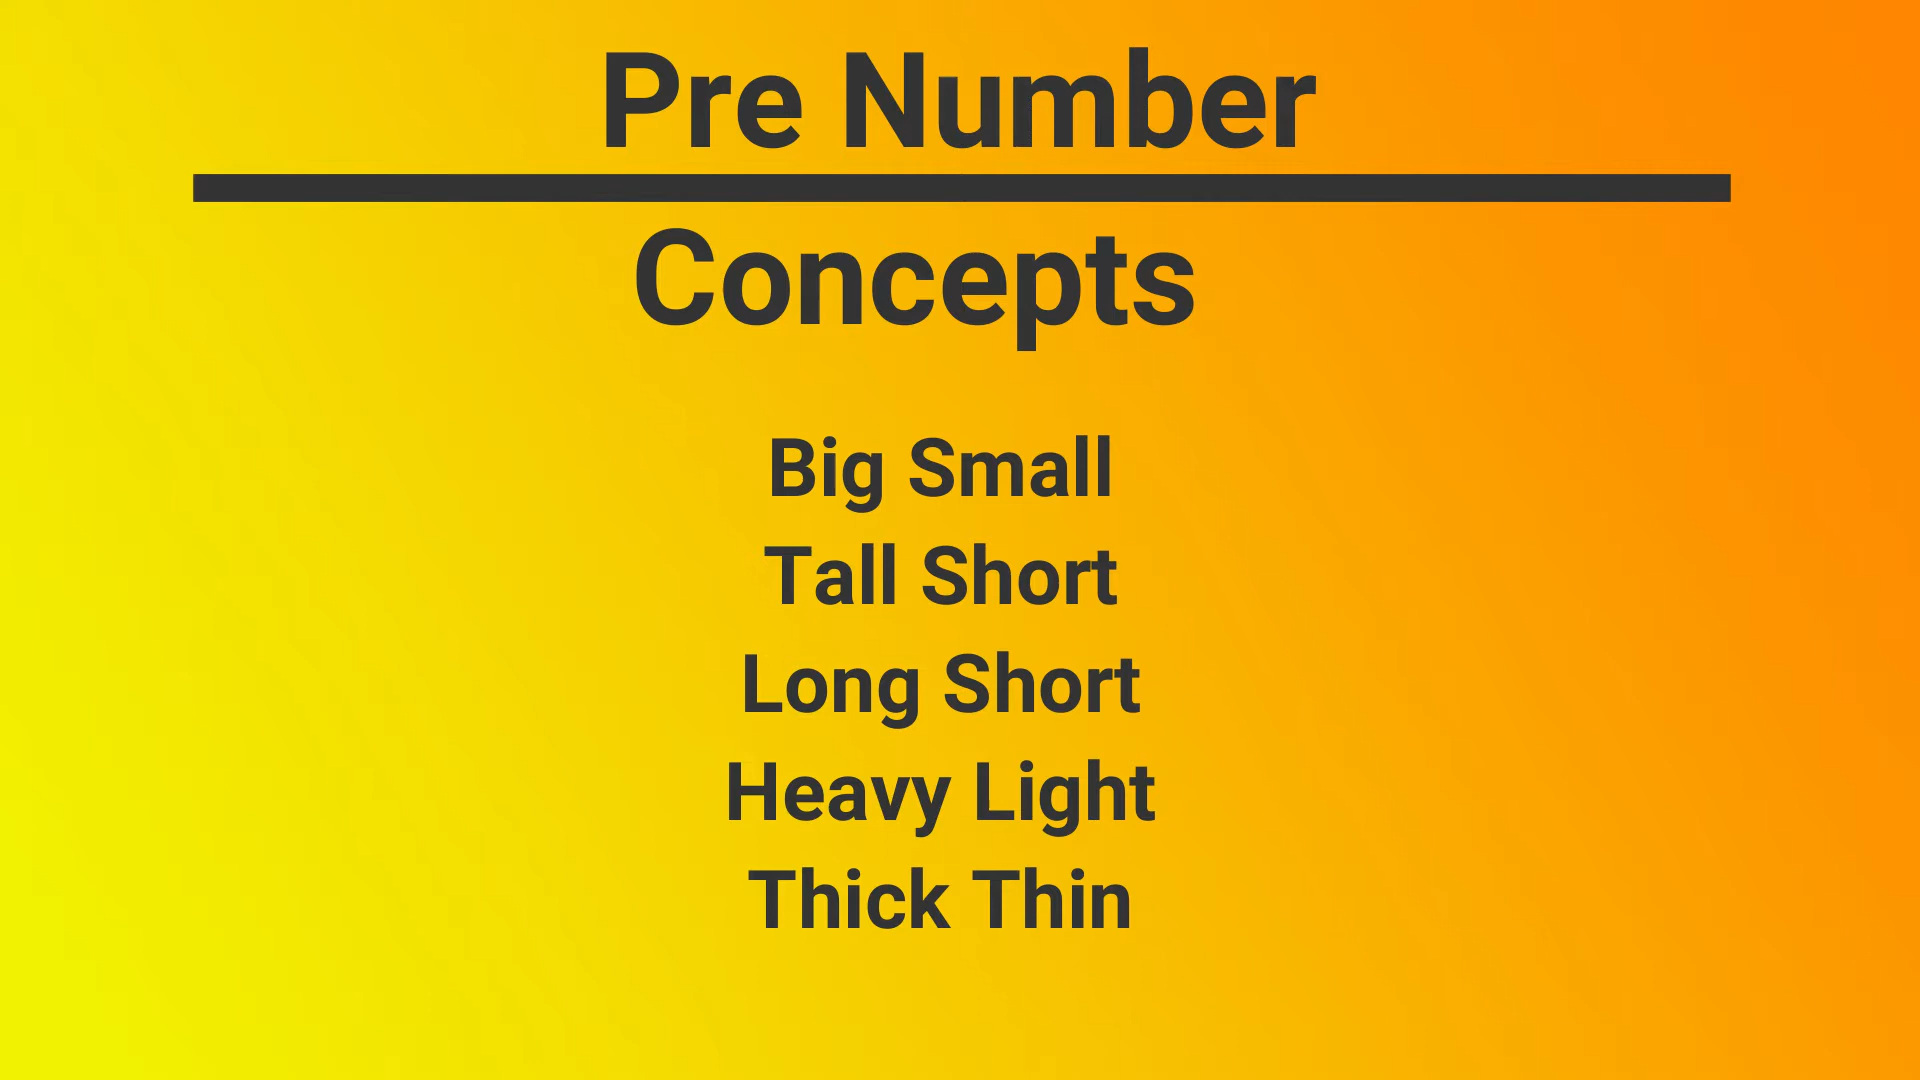 Pre Number
Concepts
Big Small
Tall Short
Long Short
Heavy Light
Thick Thin